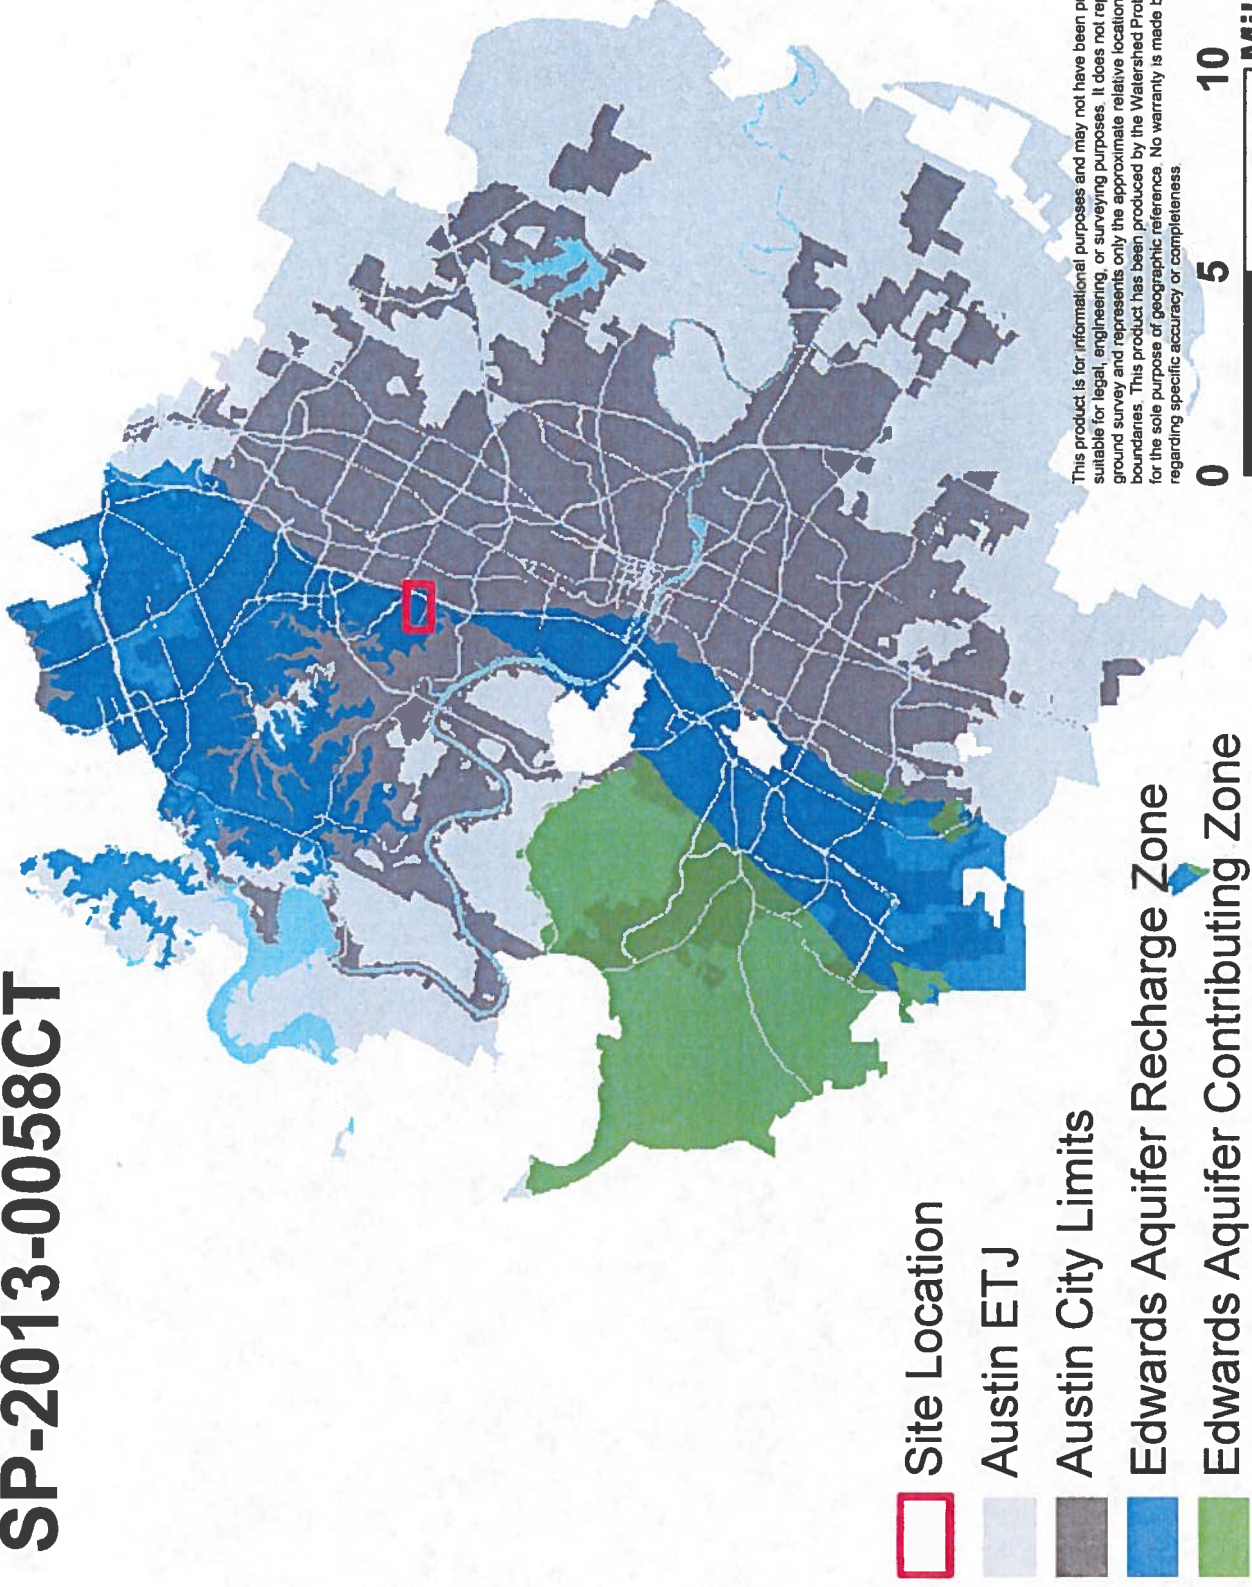 SP-2013-0058CT
Site Location
Austin ETJ
Austin City Limits
Edwards Aquifer Recharge Zone
Edwards Aquifer Contributing Zone
This product is for informational purposes and may not have been
suitable for legal, engineering, or surveying purposes. It does not
ground survey and represents only the approximate relative
boundaries. This product has been produced by the Watershed
for the sole purpose of geographic reference. No warranty is made
regarding specific accuracy or completeness.
0 5 10